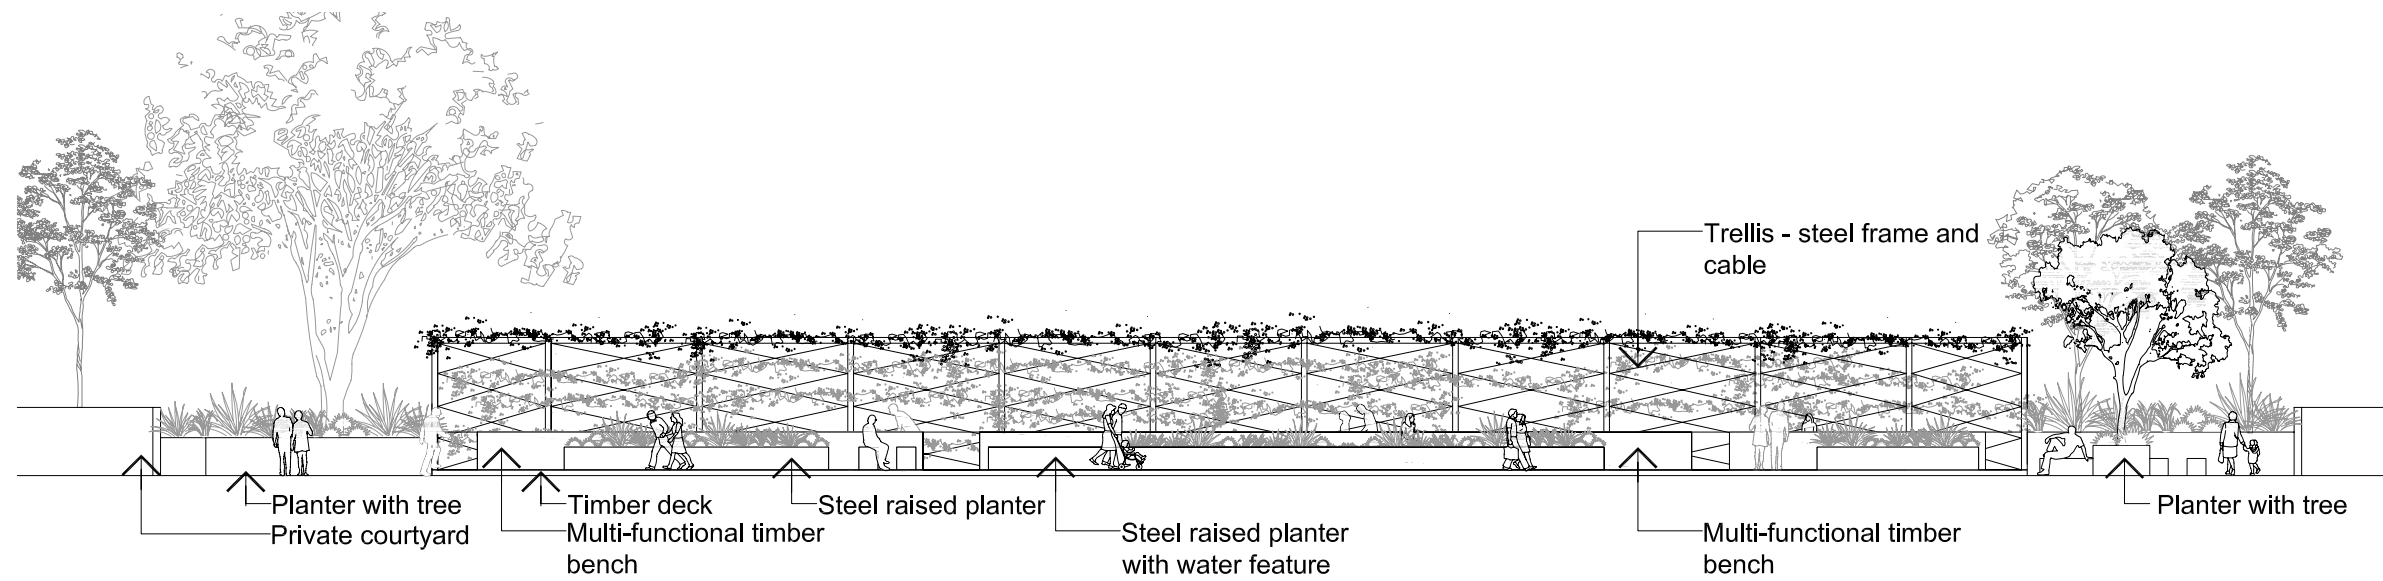 Trellis - steel frame and
cable
Planter with tree
Private courtyard
Timber deck
Multi-functional timber
bench
Steel raised planter
Steel raised planter
with water feature
Multi-functional timber
bench
Planter with tree